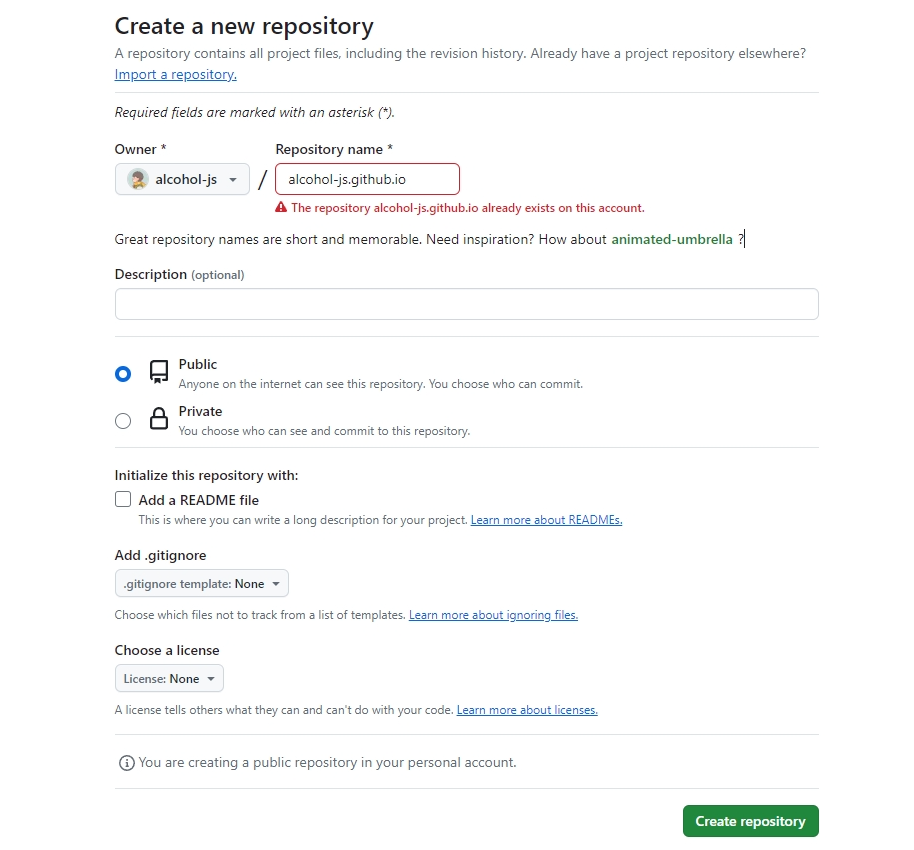 Create a new repository
A repository contains all project files, including the revision history. Already have a project repository elsewhere?
Import a repository.
Required fields are marked with an asterisk (*).
Owner *
Repository name *
alcohol-js
/
alcohol-js.github.io
The repository alcohol-js.github.io already exists on this account.
Great repository names are short and memorable. Need inspiration? How about animated-umbrella ?
Description (optional)
Public
Anyone on the internet can see this repository. You choose who can commit.
Private
You choose who can see and commit to this repository.
Initialize this repository with:
Add a README file
This is where you can write a long description for your project. Learn more about READMEs.
Add .gitignore
.gitignore template: None
Choose which files not to track from a list of templates. Learn more about ignoring files.
Choose a license
License: None
A license tells others what they can and can't do with your code. Learn more about licenses.
You are creating a public repository in your personal account.
Create repository